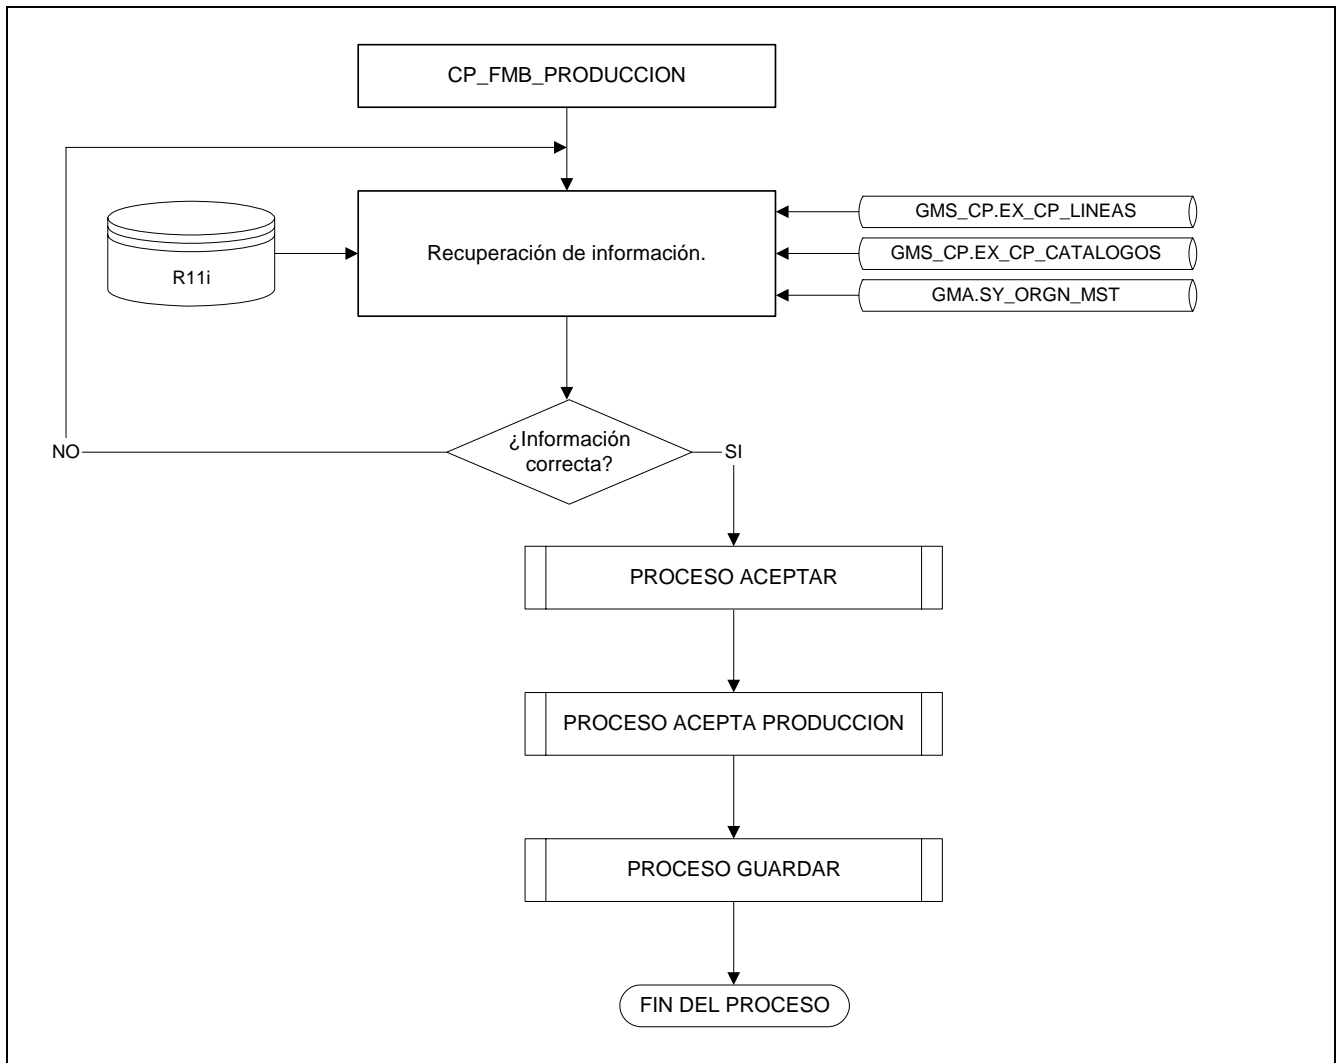 CP_FMB_PRODUCCION
GMS_CP.EX_CP_LINEAS
Recuperación de información.
GMS_CP.EX_CP_CATALOGOS
R11i
GMA.SY_ORGN_MST
¿Información
correcta?
NO
SI
PROCESO ACEPTAR
PROCESO ACEPTA PRODUCCION
PROCESO GUARDAR
FIN DEL PROCESO